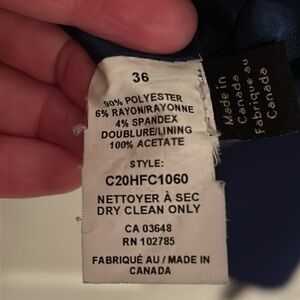 36
90% POLYESTER
6% RAYON/RAYONNE
4% SPANDEX
DOUBLURE/LINING
100% ACETATE
STYLE:
C20HFC1060
NETTOYER À SEC
DRY CLEAN ONLY
CA 03648
RN 102785
FABRIQUÉ AU / MADE IN
CANADA
Made in
Canada
Fabrique au
Canada